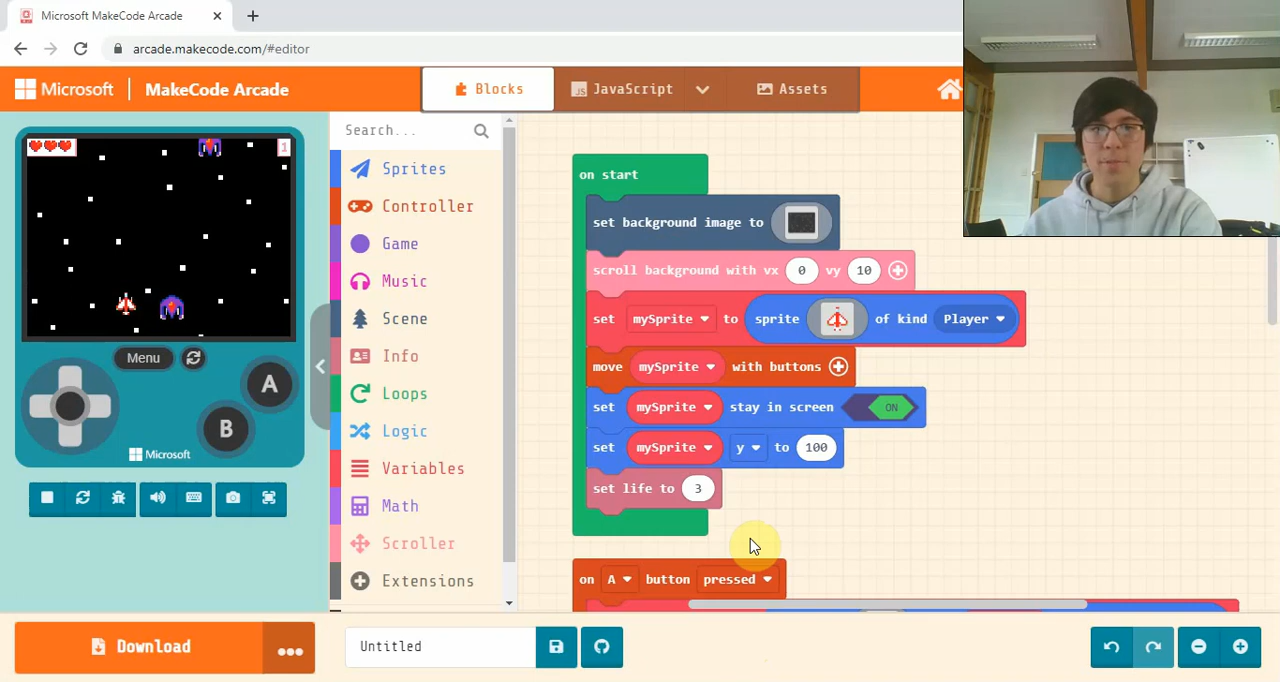 Microsoft MakeCode Arcade
arcade.makecode.com/#editor
Microsoft MakeCode Arcade
Blocks
JS JavaScript
Assets
1
Menu
A
B
Microsoft
Search...
Sprites
Controller
Game
Music
Scene
Info
Loops
Logic
Variables
Math
Scroller
Extensions
on start
set background image to
scroll background with vx 0 vy 10
set mySprite to sprite of kind Player
move mySprite with buttons
set mySprite stay in screen ON
set mySprite y to 100
set life to 3
on A button pressed
Download
Untitled